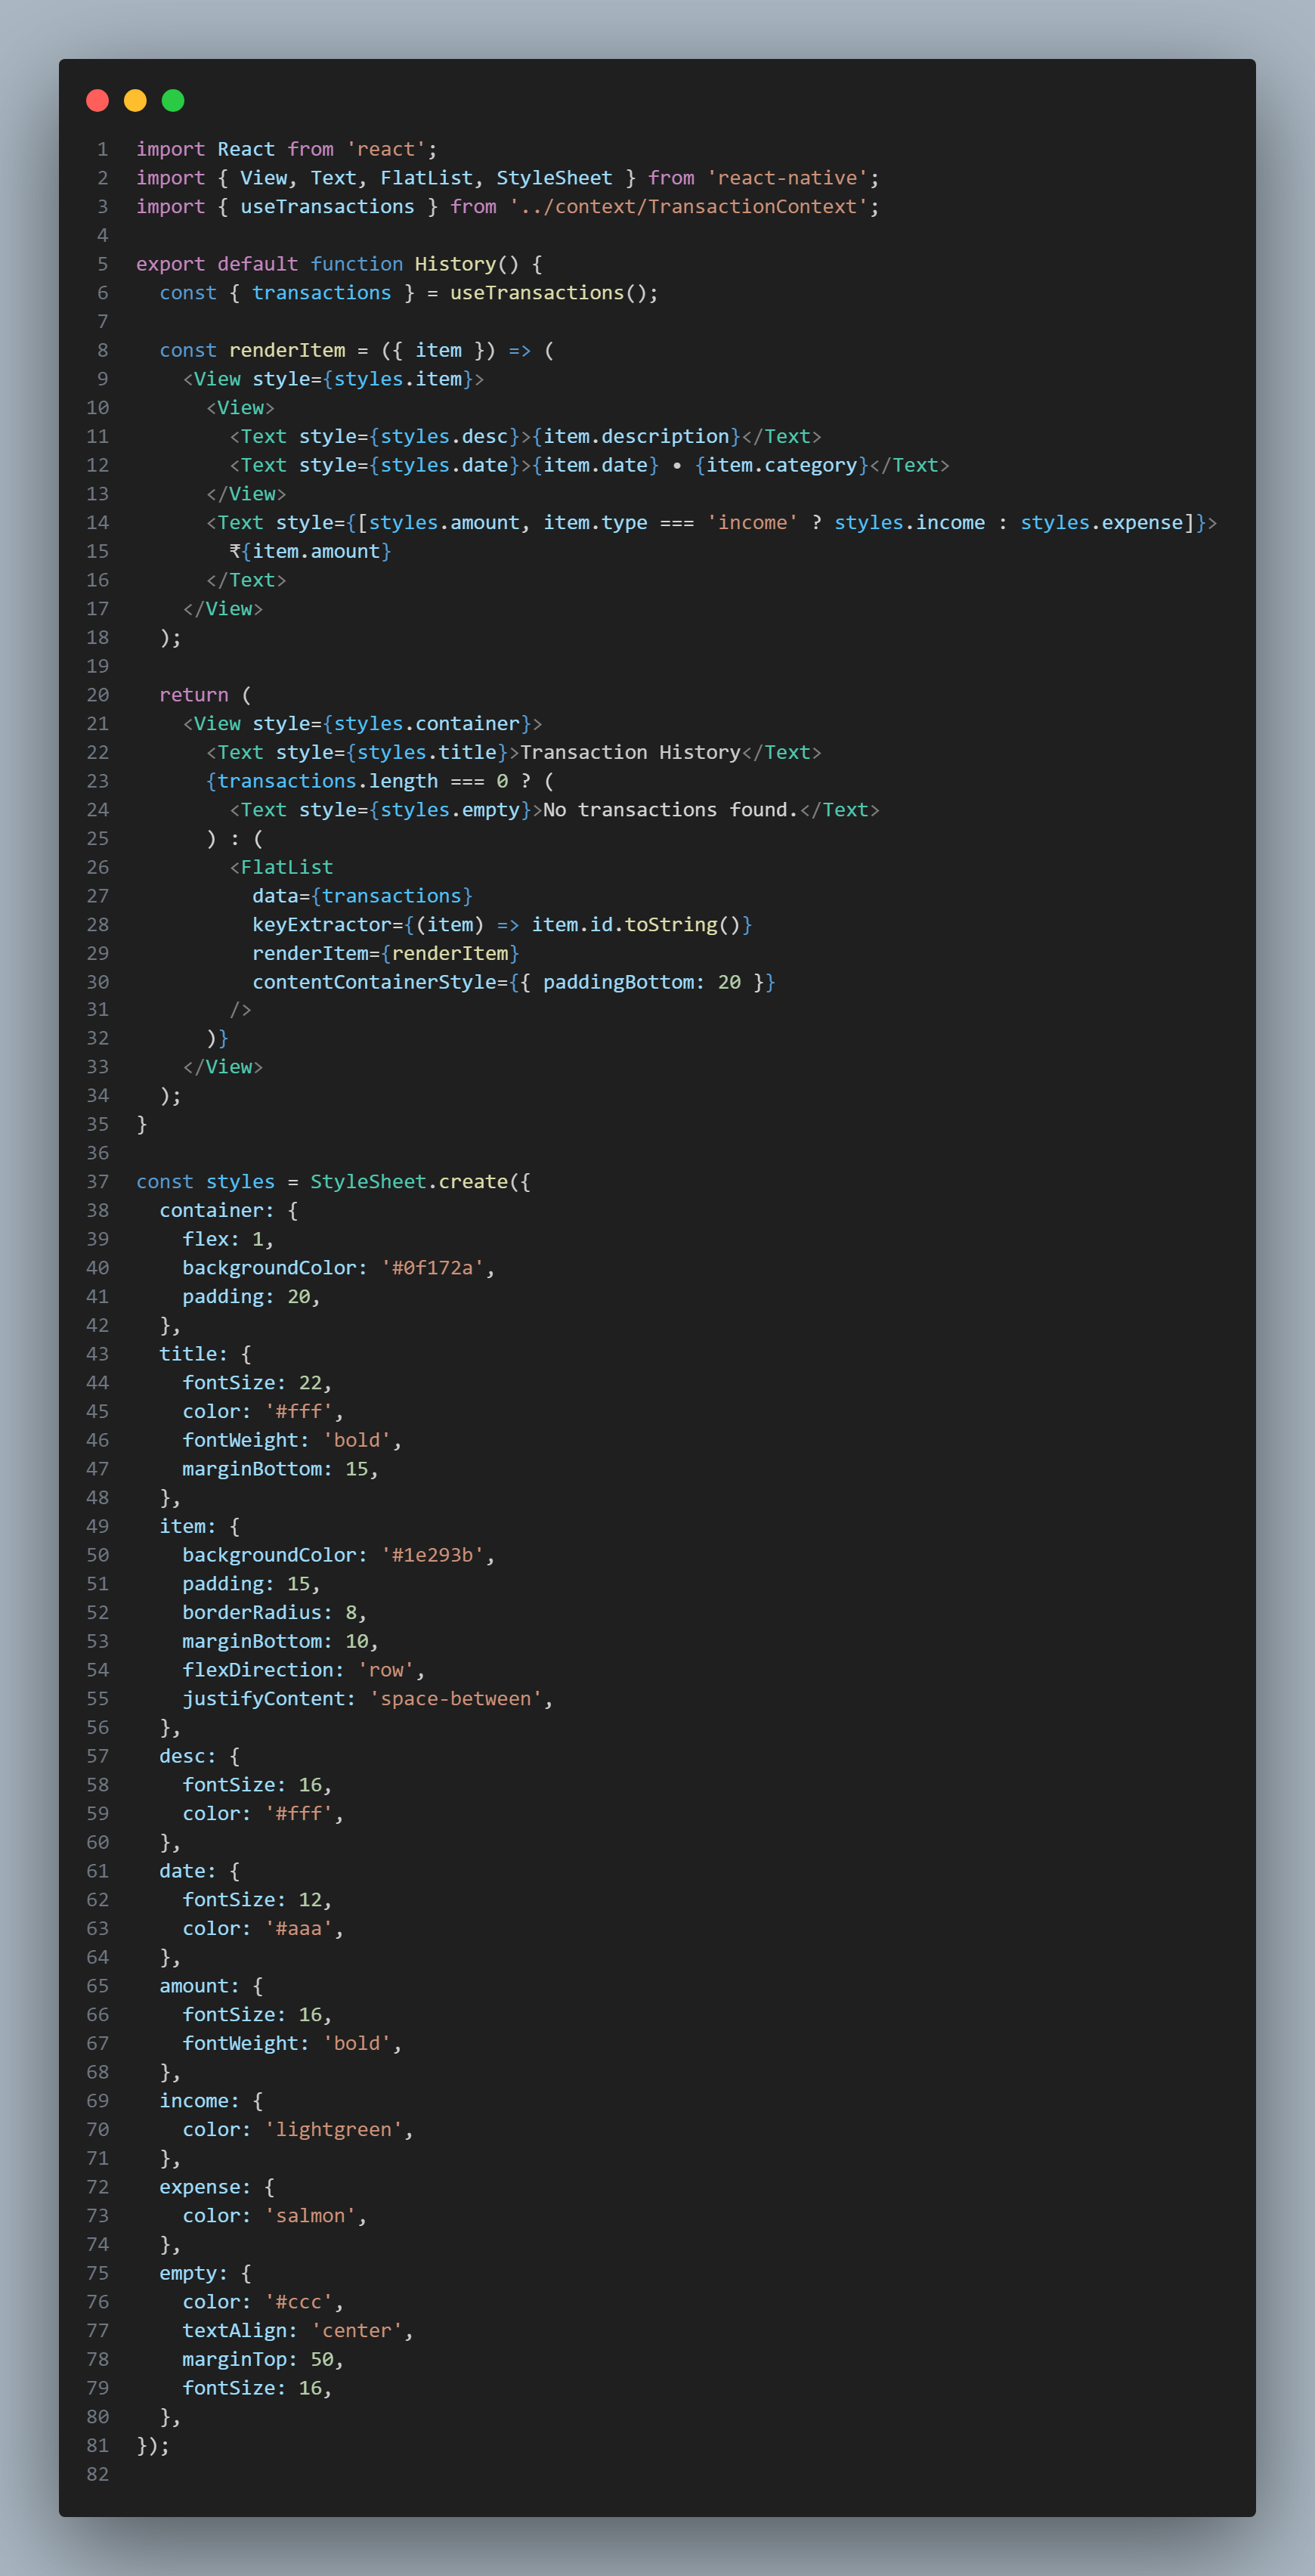 1 import React from 'react';
2 import { View, Text, FlatList, StyleSheet } from 'react-native';
3 import { useTransactions } from '../context/TransactionContext';
4
5 export default function History() {
6   const { transactions } = useTransactions();
7
8   const renderItem = ({ item }) => (
9     <View style={styles.item}>
10       <View>
11         <Text style={styles.desc}>{item.description}</Text>
12         <Text style={styles.date}>{item.date} • {item.category}</Text>
13       </View>
14       <Text style={[styles.amount, item.type === 'income' ? styles.income : styles.expense]}>
15         ₹{item.amount}
16       </Text>
17     </View>
18   );
19
20   return (
21     <View style={styles.container}>
22       <Text style={styles.title}>Transaction History</Text>
23       {transactions.length === 0 ? (
24         <Text style={styles.empty}>No transactions found.</Text>
25       ) : (
26         <FlatList
27           data={transactions}
28           keyExtractor={(item) => item.id.toString()}
29           renderItem={renderItem}
30           contentContainerStyle={{ paddingBottom: 20 }}
31         />
32       )}
33     </View>
34   );
35 }
36
37 const styles = StyleSheet.create({
38   container: {
39     flex: 1,
40     backgroundColor: '#0f172a',
41     padding: 20,
42   },
43   title: {
44     fontSize: 22,
45     color: '#fff',
46     fontWeight: 'bold',
47     marginBottom: 15,
48   },
49   item: {
50     backgroundColor: '#1e293b',
51     padding: 15,
52     borderRadius: 8,
53     marginBottom: 10,
54     flexDirection: 'row',
55     justifyContent: 'space-between',
56   },
57   desc: {
58     fontSize: 16,
59     color: '#fff',
60   },
61   date: {
62     fontSize: 12,
63     color: '#aaa',
64   },
65   amount: {
66     fontSize: 16,
67     fontWeight: 'bold',
68   },
69   income: {
70     color: 'lightgreen',
71   },
72   expense: {
73     color: 'salmon',
74   },
75   empty: {
76     color: '#ccc',
77     textAlign: 'center',
78     marginTop: 50,
79     fontSize: 16,
80   },
81 });
82